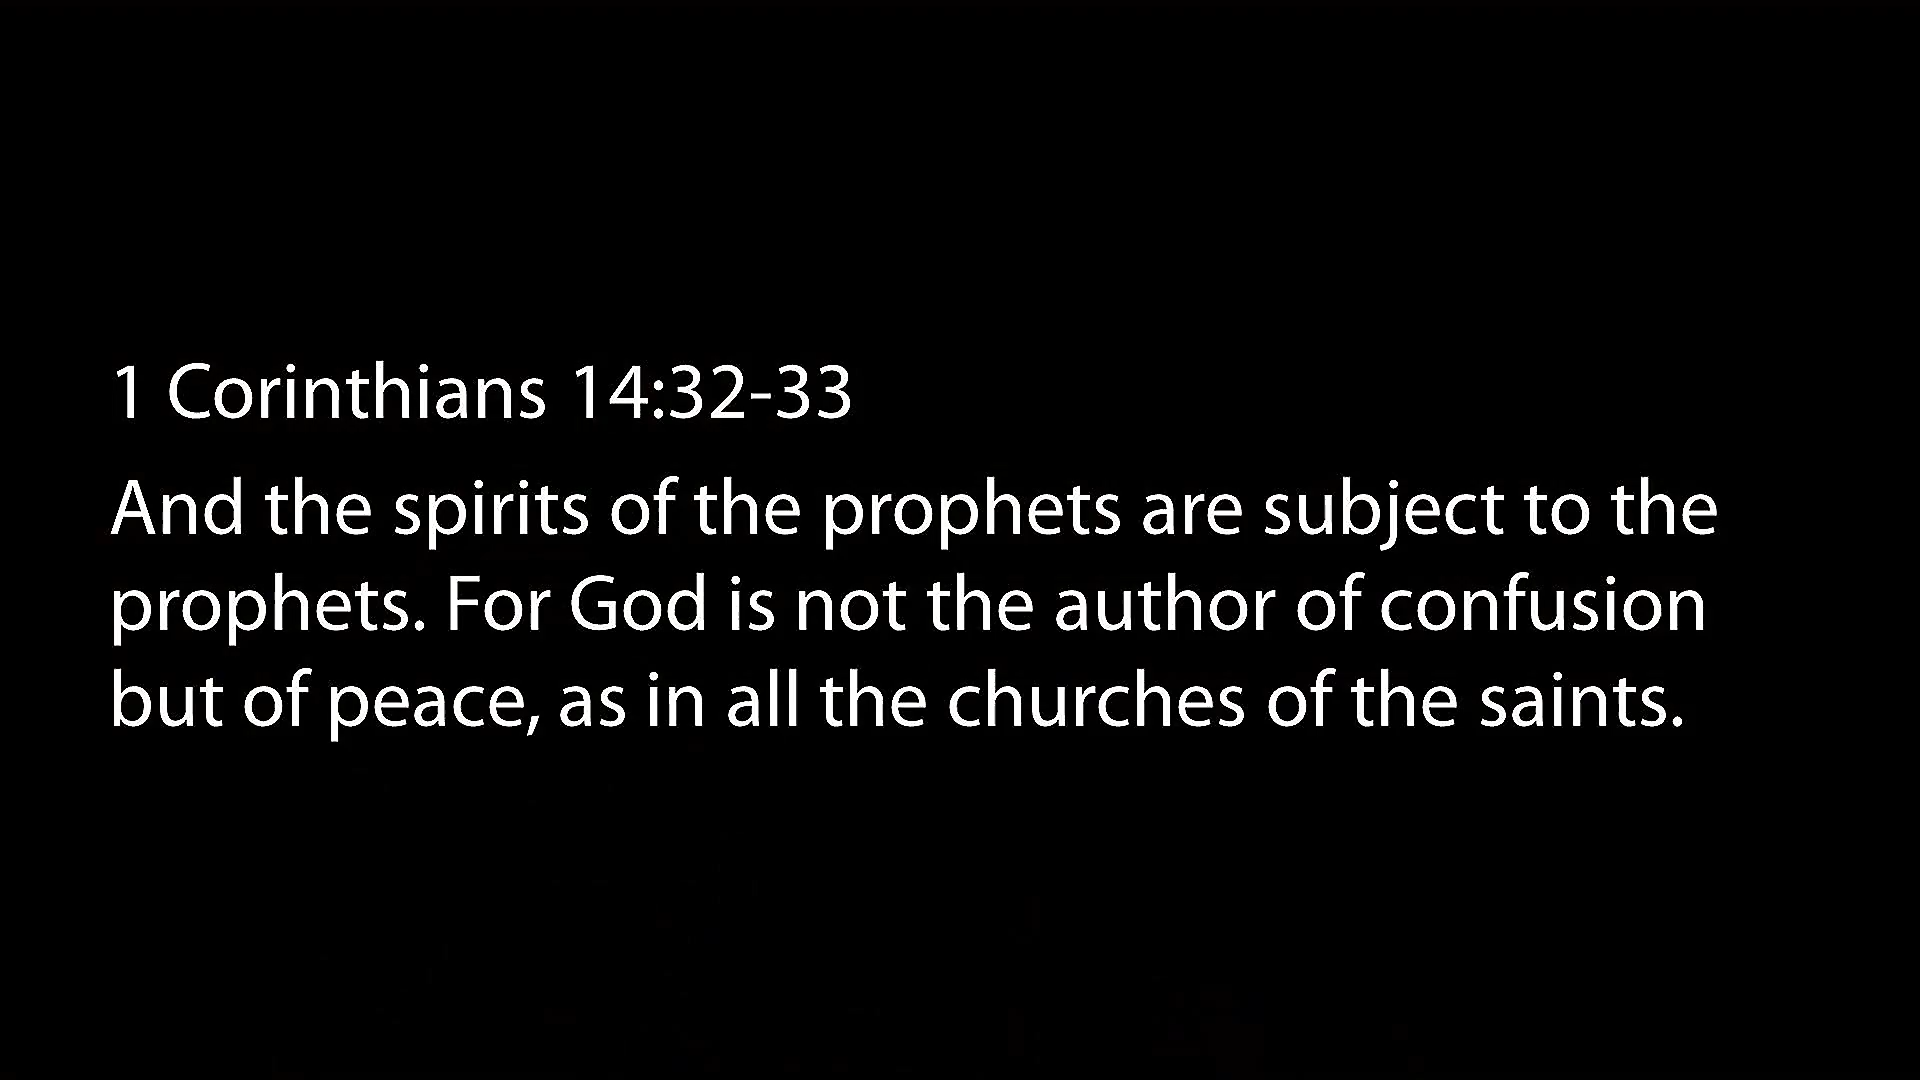 1 Corinthians 14:32-33
And the spirits of the prophets are subject to the
prophets. For God is not the author of confusion
but of peace, as in all the churches of the saints.